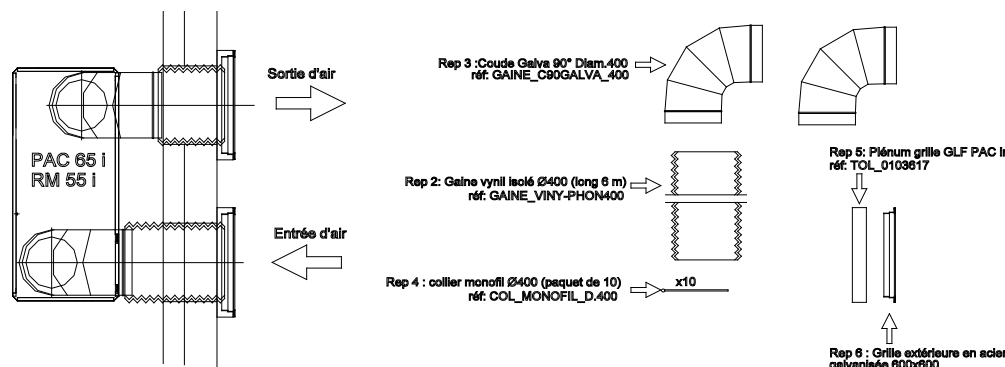 Sortie d'air
PAC 65 i
RM 55 i
Entrée d'air
Rep 3 :Coude Galva 90° Diam.400
réf: GAINE_C90GALVA_400
Rep 2: Gaine vynil isolé Ø400 (long 6 m)
réf: GAINE_VINY-PHON400
Rep 4 : collier monofil Ø400 (paquet de 10)
réf: COL_MONOFIL_D.400
x10
Rep 5: Plénum grille GLF PAC in
réf: TOL_0103617
Rep 6 : Grille extérieure en acier
galvanisée 600x600